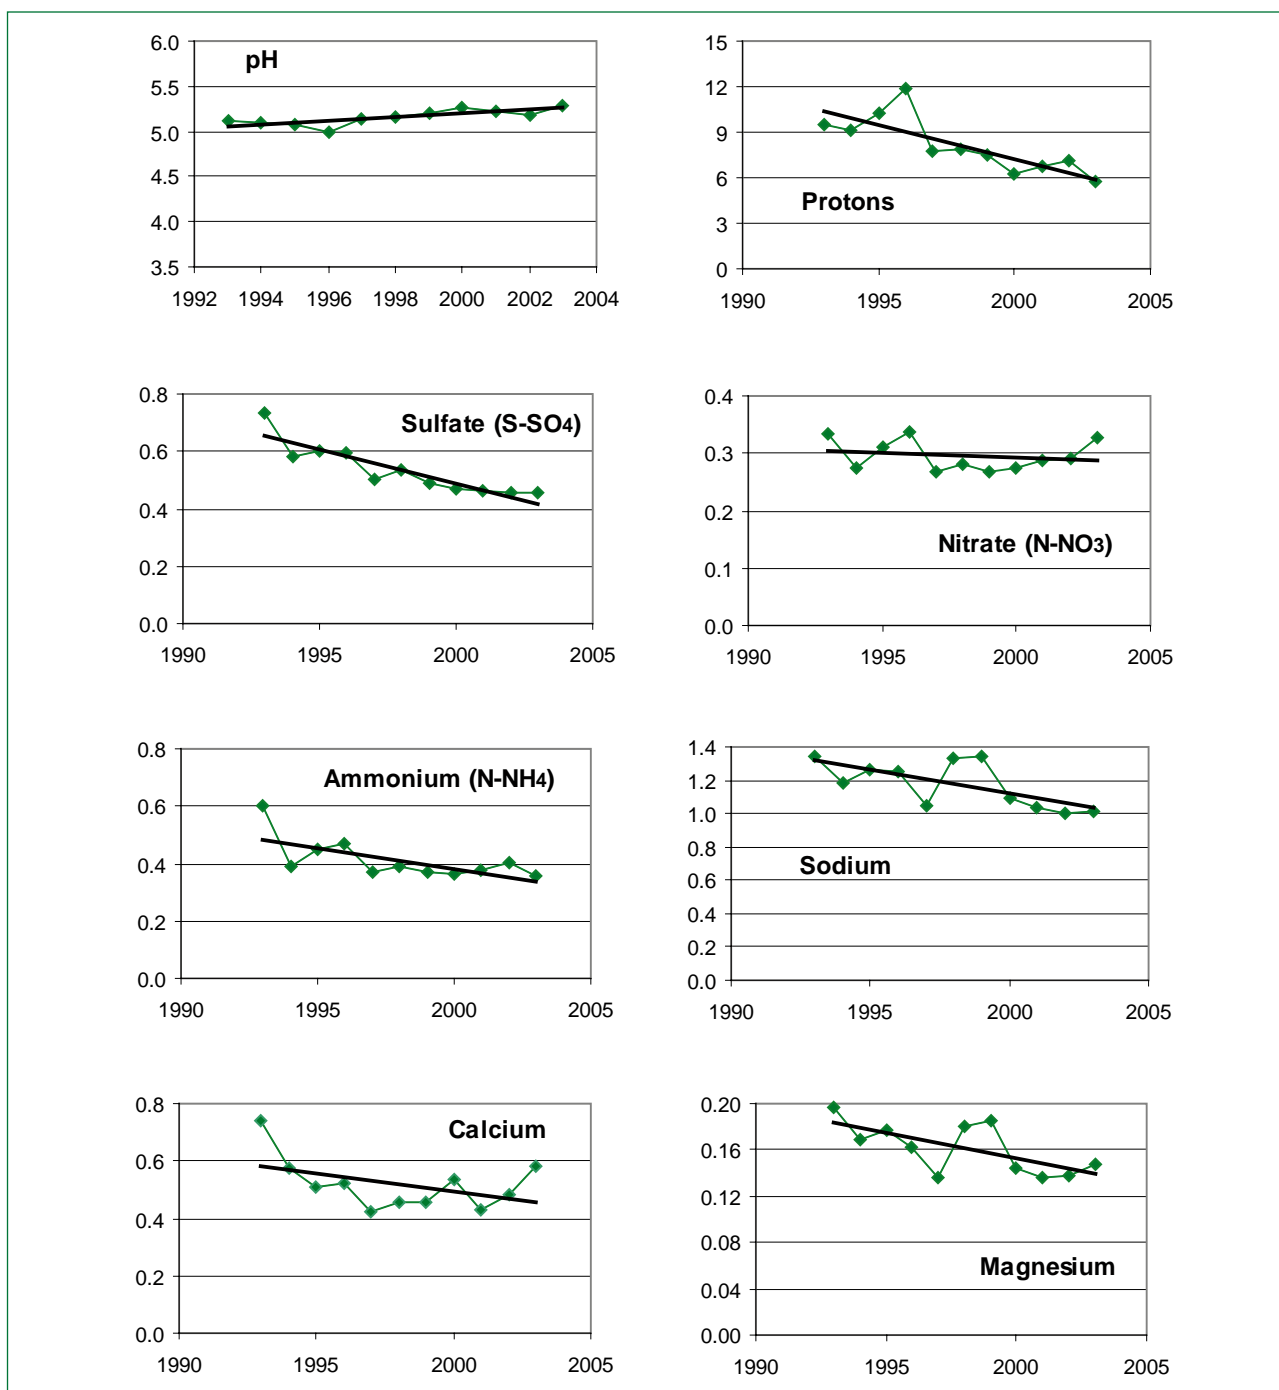 pH
6.0
5.5
5.0
4.5
4.0
3.5
1992 1994 1996 1998 2000 2002 2004
Protons
15
12
9
6
3
0
1990 1995 2000 2005
Sulfate (S-SO4)
0.8
0.6
0.4
0.2
0.0
1990 1995 2000 2005
Nitrate (N-NO3)
0.4
0.3
0.2
0.1
0.0
1990 1995 2000 2005
Ammonium (N-NH4)
0.8
0.6
0.4
0.2
0.0
1990 1995 2000 2005
Sodium
1.4
1.2
1.0
0.8
0.6
0.4
0.2
0.0
1990 1995 2000 2005
Calcium
0.8
0.6
0.4
0.2
0.0
1990 1995 2000 2005
Magnesium
0.20
0.16
0.12
0.08
0.04
0.00
1990 1995 2000 2005